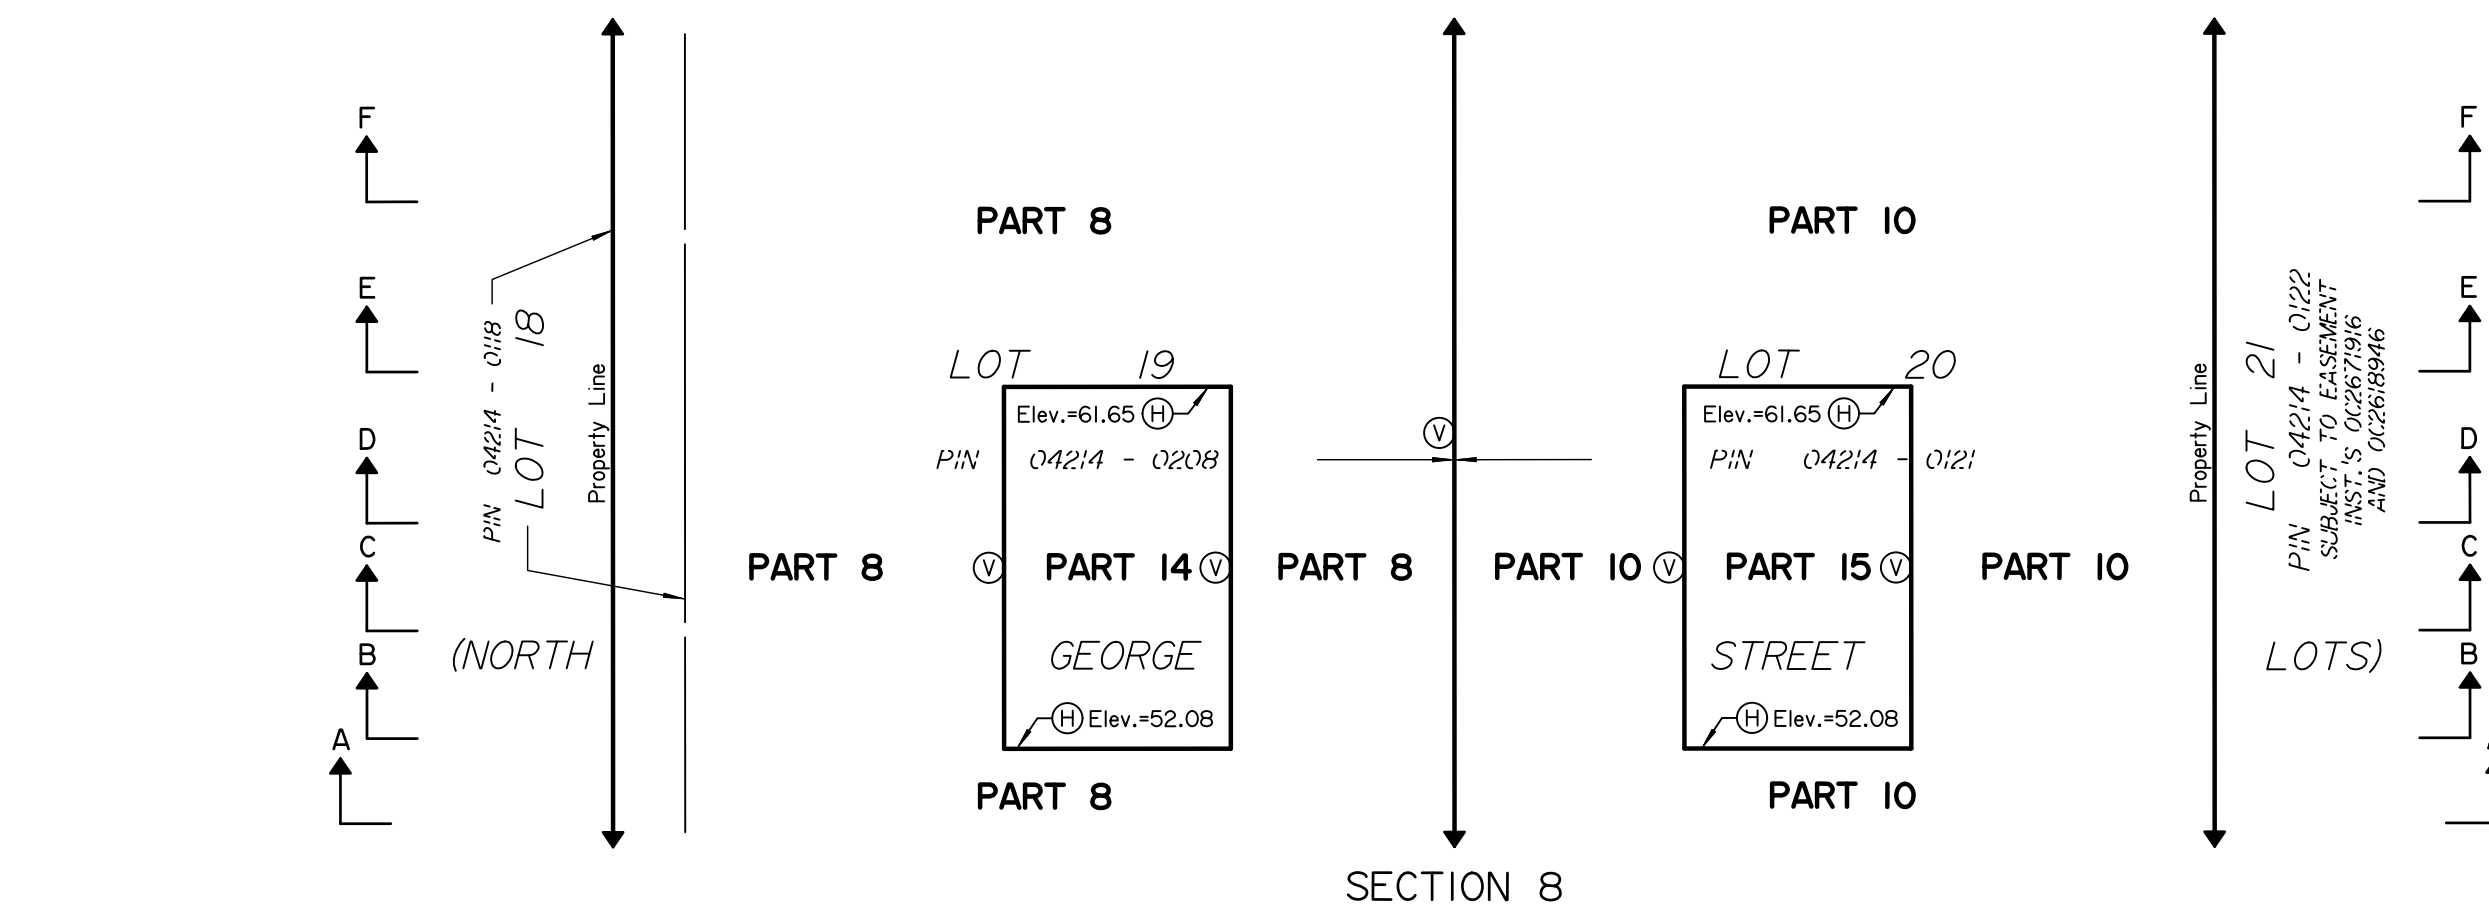 F
F
PART 8
PART 10
E
E
PIN 04214 - 0118
LOT 18
Property Line
LOT 19
LOT 20
Elev.=61.65 H
Elev.=61.65 H
V
PIN 04214 - 0208
PIN 04214 - 0121
D
D
Property Line
LOT 21
PIN 04214 - 0122
SUBJECT TO EASEMENT
INST.'S OC2267196
AND OC2618946
C
C
PART 8
V
PART 14
V
PART 8
PART 10
V
PART 15
V
PART 10
B
B
(NORTH GEORGE STREET LOTS)
H Elev.=52.08
H Elev.=52.08
A
PART 8
PART 10
SECTION 8